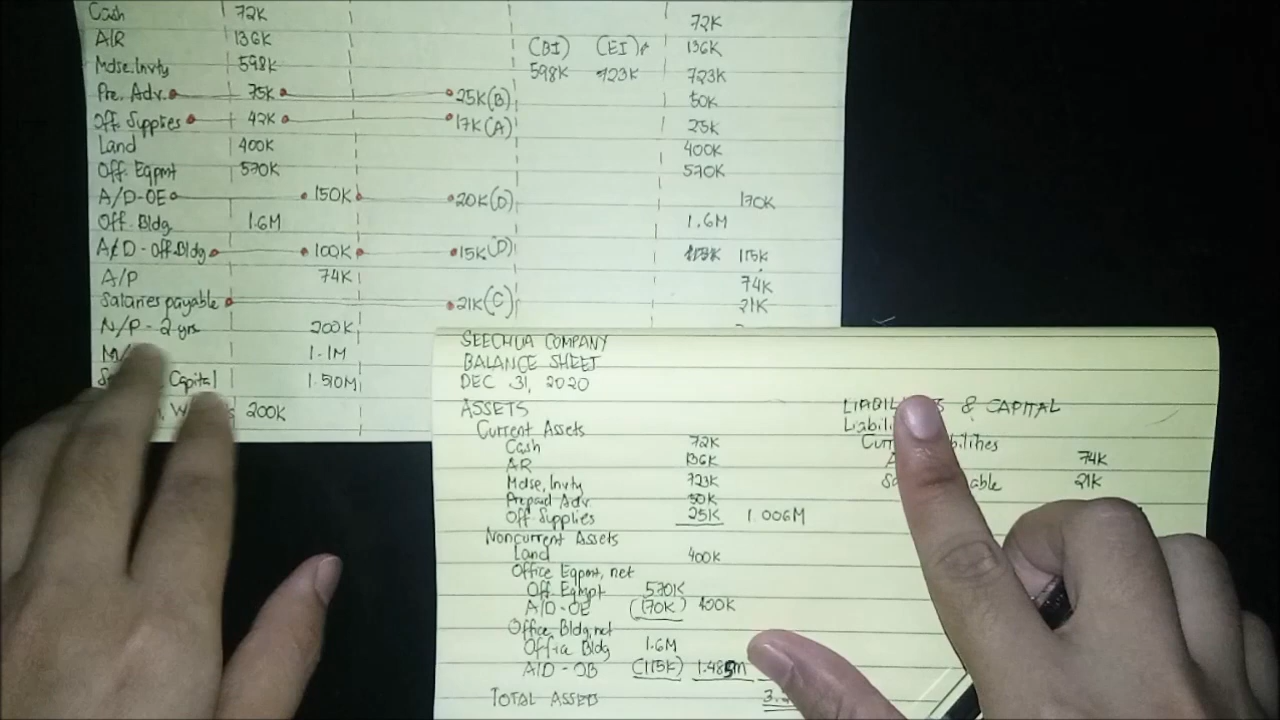 Cash 72K 72K
A/R 136K (BI) (EI) 136K
Mdse. Invty 598K 598K 723K 723K
Pre. Adv. 75K 25K (B) 50K
Off. Supplies 42K 17K (A) 25K
Land 400K 400K
Off. Eqpmt 570K 570K
A/D-OE 150K 20K (D) 170K
Off. Bldg 1.6M 1.6M
A/D - Off. Bldg 100K 15K (D) 115K 115K
A/P 74K 74K
Salaries payable 21K (C) 21K
N/P - 2 yrs 200K
1.1M
Capital 1.510M
200K
SEECHUA COMPANY
BALANCE SHEET
DEC. 31, 2020
ASSETS
Current Assets
Cash 72K
AR 136K
Mdse. Invty 723K
Prepaid Adv. 50K
Off. Supplies 25K 1.006M
Noncurrent Assets
Land 400K
Office Eqpmt, net
Off. Eqmpt 570K
A/D-OE (170K) 400K
Office Bldg, net
Office Bldg 1.6M
A/D - OB (115K) 1.485M
TOTAL ASSETS
& CAPITAL
74K
21K